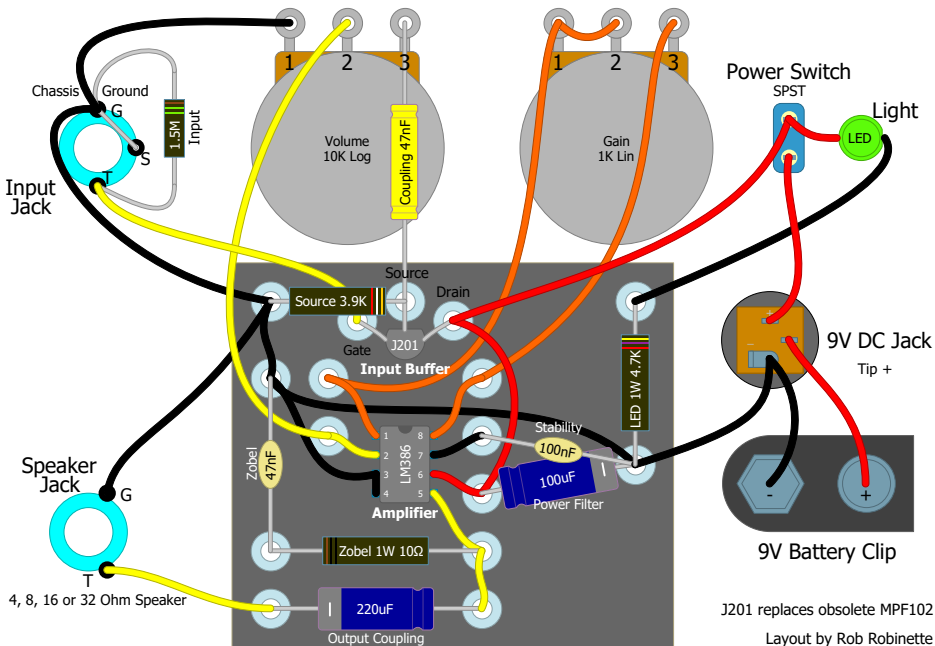 1
2
3
1
2
3
Power Switch
SPST
Light
LED
Chassis
Ground
G
S
T
1.5M
Input
Input
Jack
Volume
10K Log
Coupling 47nF
Gain
1K Lin
Source
Source 3.9K
Drain
J201
Gate
Input Buffer
+
−
9V DC Jack
Tip +
LED 1W 4.7K
1
2
3
4
8
7
6
5
LM386
Amplifier
Stability
100nF
100uF
Power Filter
Zobel
47nF
Speaker
Jack
G
T
4, 8, 16 or 32 Ohm Speaker
Zobel 1W 10Ω
220uF
Output Coupling
-
+
9V Battery Clip
J201 replaces obsolete MPF102
Layout by Rob Robinette